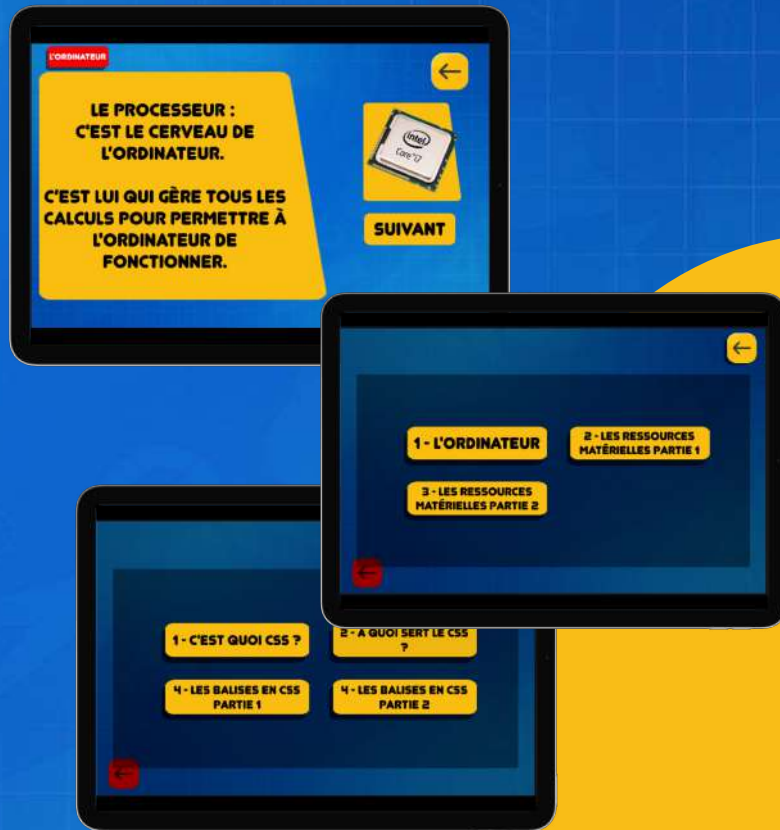 L'ORDINATEUR
LE PROCESSEUR :
C'EST LE CERVEAU DE
L'ORDINATEUR.
C'EST LUI QUI GÈRE TOUS LES
CALCULS POUR PERMETTRE À
L'ORDINATEUR DE
FONCTIONNER.
intel
Core i7
SUIVANT
1 - L'ORDINATEUR
2 - LES RESSOURCES
MATÉRIELLES PARTIE 1
3 - LES RESSOURCES
MATÉRIELLES PARTIE 2
1 - C'EST QUOI CSS ?
2 - A QUOI SERT LE CSS
?
4 - LES BALISES EN CSS
PARTIE 1
4 - LES BALISES EN CSS
PARTIE 2